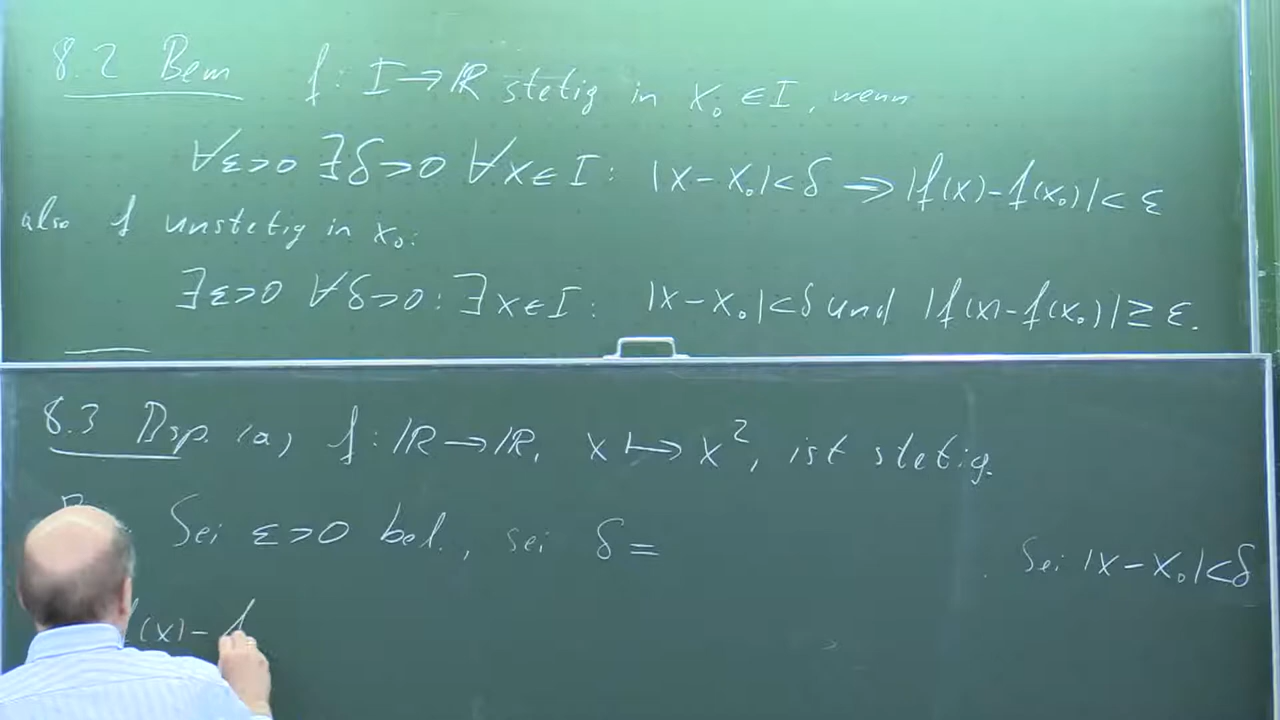 8.2 Bem f: I → ℝ stetig in x₀ ∈ I, wenn
∀ε>0 ∃δ>0 ∀x∈I: |x-x₀|<δ ⇒ |f(x)-f(x₀)|< ε
also f unstetig in x₀:
∃ε>0 ∀δ>0: ∃x∈I: |x-x₀|<δ und |f(x)-f(x₀)|≥ε.
8.3 Bsp. (a) f: ℝ → ℝ, x ↦ x², ist stetig.
Sei ε>0 bel., sei δ= . Sei |x-x₀|<δ
f(x)-f